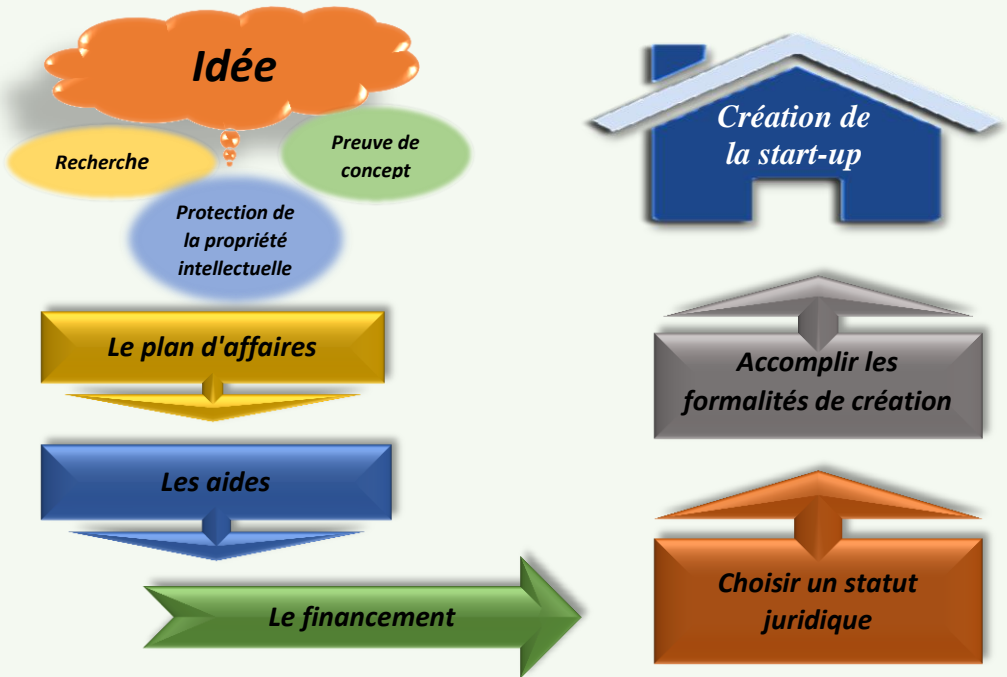 Idée
Recherche
Preuve de
concept
Protection de
la propriété
intellectuelle
Le plan d'affaires
Les aides
Le financement
Choisir un statut
juridique
Accomplir les
formalités de création
Création de
la start-up